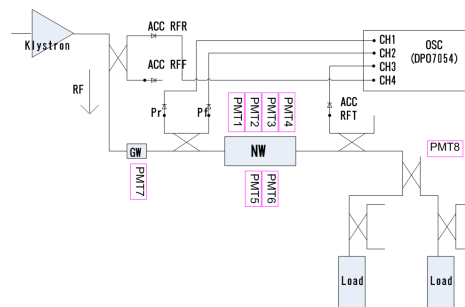 Klystron
ACC RFR
ACC RFF
RF
CH1
CH2
CH3
CH4
OSC
(DPO7054)
Pr
Pf
ACC
RFT
PMT1
PMT2
PMT3
PMT4
GW
NW
PMT7
PMT5
PMT6
PMT8
Load
Load